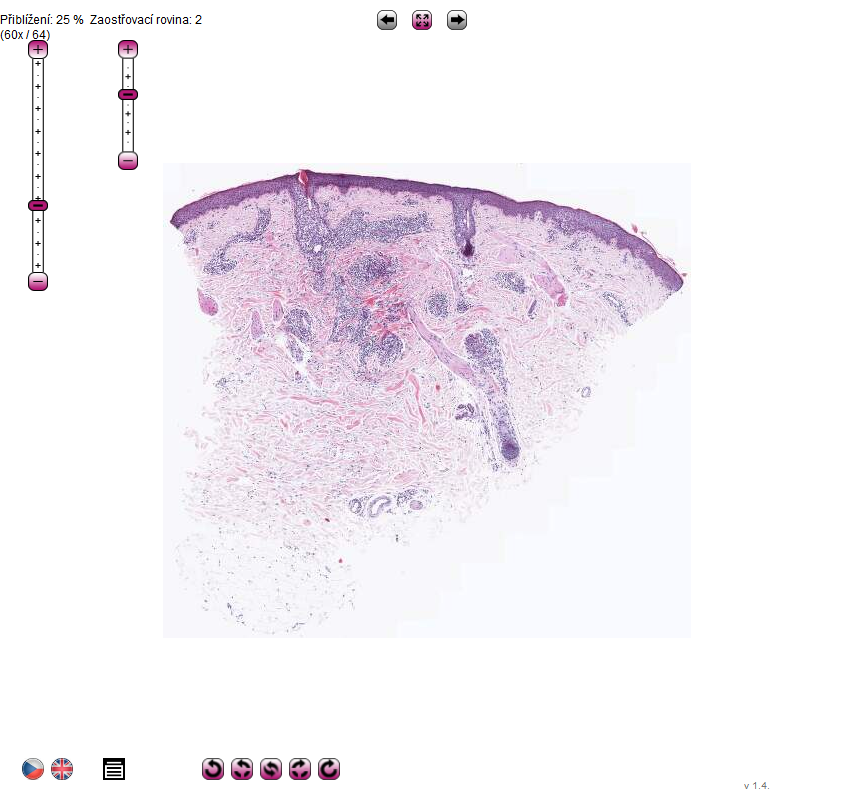 Přiblížení: 25 % Zaostřovací rovina: 2
(60x / 64)
v 1.4.